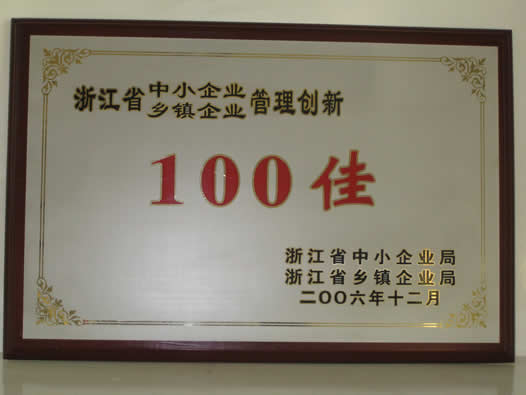 浙江省中小企业管理创新
乡镇企业
100佳
浙江省中小企业局
浙江省乡镇企业局
二OO六年十二月